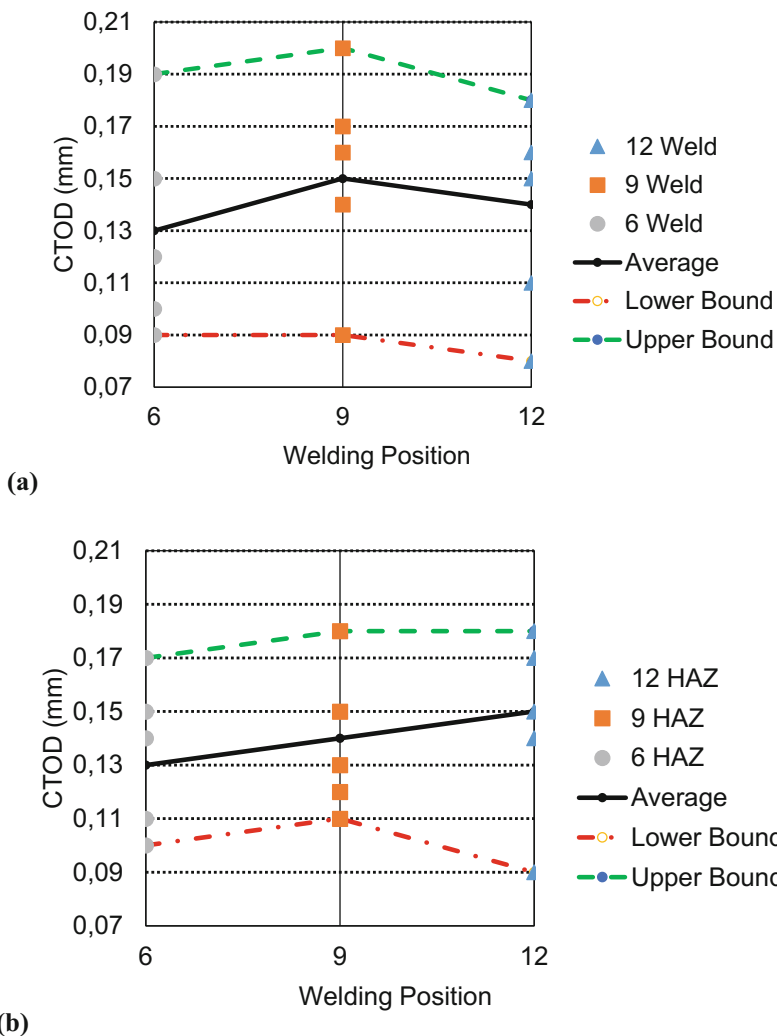 0,21
0,19
0,17
0,15
0,13
0,11
0,09
0,07
CTOD (mm)
6 9 12
Welding Position
12 Weld
9 Weld
6 Weld
Average
Lower Bound
Upper Bound
(a)
0,21
0,19
0,17
0,15
0,13
0,11
0,09
0,07
CTOD (mm)
6 9 12
Welding Position
12 HAZ
9 HAZ
6 HAZ
Average
Lower Bound
Upper Bound
(b)